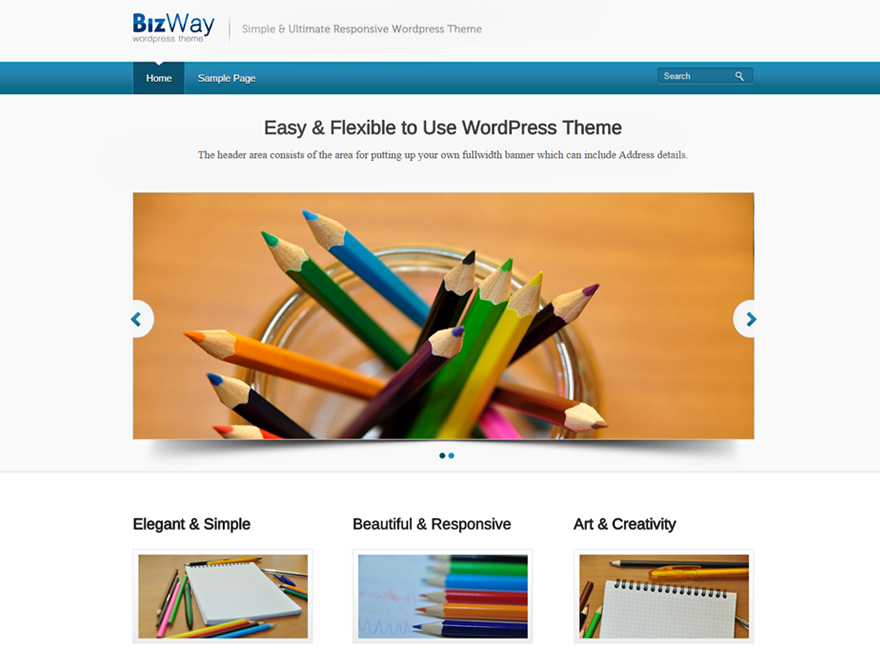 BizWay
wordpress theme
Simple & Ultimate Responsive Wordpress Theme
Home
Sample Page
Search
Easy & Flexible to Use WordPress Theme
The header area consists of the area for putting up your own fullwidth banner which can include Address details.
Elegant & Simple
Beautiful & Responsive
Art & Creativity